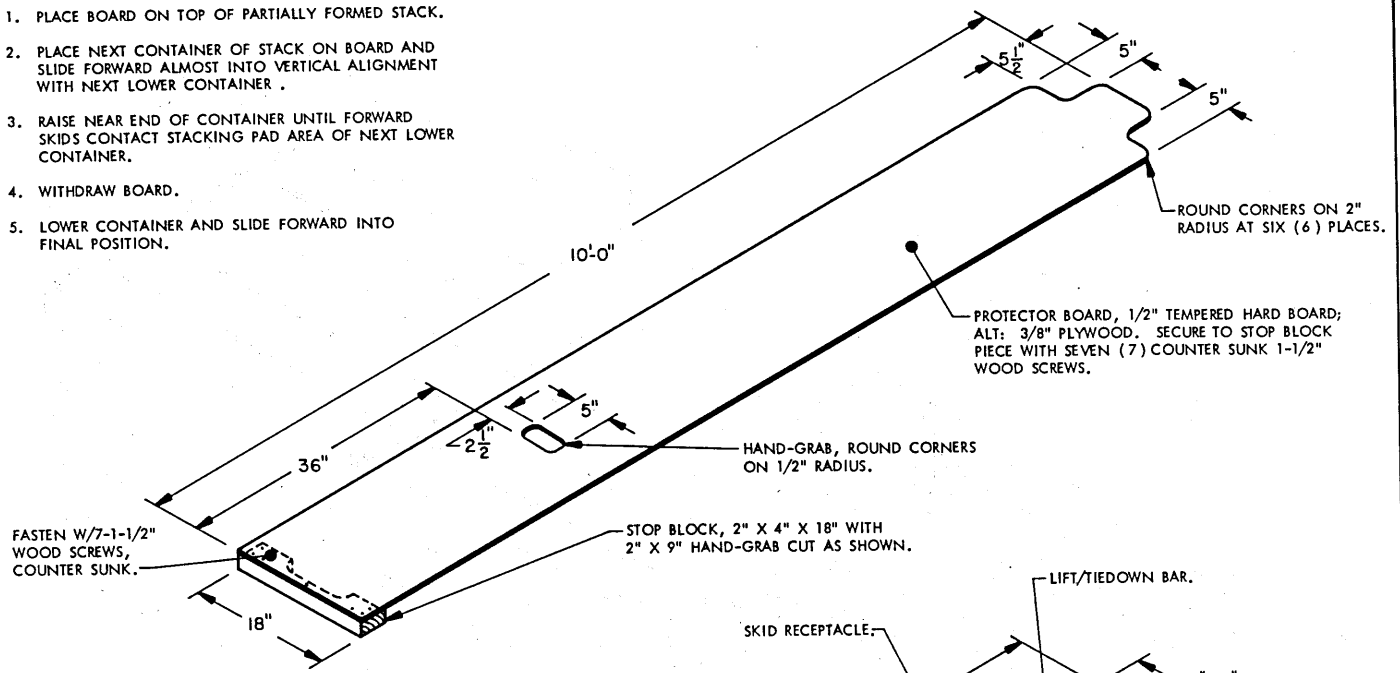 1. PLACE BOARD ON TOP OF PARTIALLY FORMED STACK.
2. PLACE NEXT CONTAINER OF STACK ON BOARD AND
SLIDE FORWARD ALMOST INTO VERTICAL ALIGNMENT
WITH NEXT LOWER CONTAINER .
3. RAISE NEAR END OF CONTAINER UNTIL FORWARD
SKIDS CONTACT STACKING PAD AREA OF NEXT LOWER
CONTAINER.
4. WITHDRAW BOARD.
5. LOWER CONTAINER AND SLIDE FORWARD INTO
FINAL POSITION.
5 1/2"
5"
5"
ROUND CORNERS ON 2"
RADIUS AT SIX (6) PLACES.
10'-0"
PROTECTOR BOARD, 1/2" TEMPERED HARD BOARD;
ALT: 3/8" PLYWOOD. SECURE TO STOP BLOCK
PIECE WITH SEVEN (7) COUNTER SUNK 1-1/2"
WOOD SCREWS.
5"
2 1/2"
36"
HAND-GRAB, ROUND CORNERS
ON 1/2" RADIUS.
FASTEN W/7-1-1/2"
WOOD SCREWS,
COUNTER SUNK.
STOP BLOCK, 2" X 4" X 18" WITH
2" X 9" HAND-GRAB CUT AS SHOWN.
18"
LIFT/TIEDOWN BAR.
SKID RECEPTACLE.